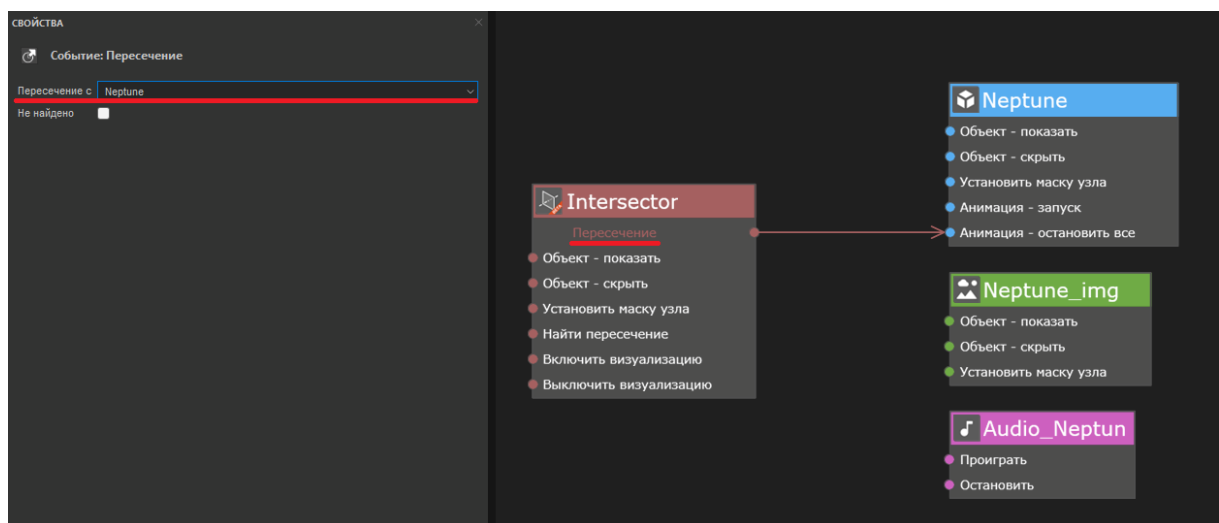 СВОЙСТВА
Событие: Пересечение
Пересечение с Neptune
Не найдено
Intersector
Пересечение
Объект - показать
Объект - скрыть
Установить маску узла
Найти пересечение
Включить визуализацию
Выключить визуализацию
Neptune
Объект - показать
Объект - скрыть
Установить маску узла
Анимация - запуск
Анимация - остановить все
Neptune_img
Объект - показать
Объект - скрыть
Установить маску узла
Audio_Neptun
Проиграть
Остановить